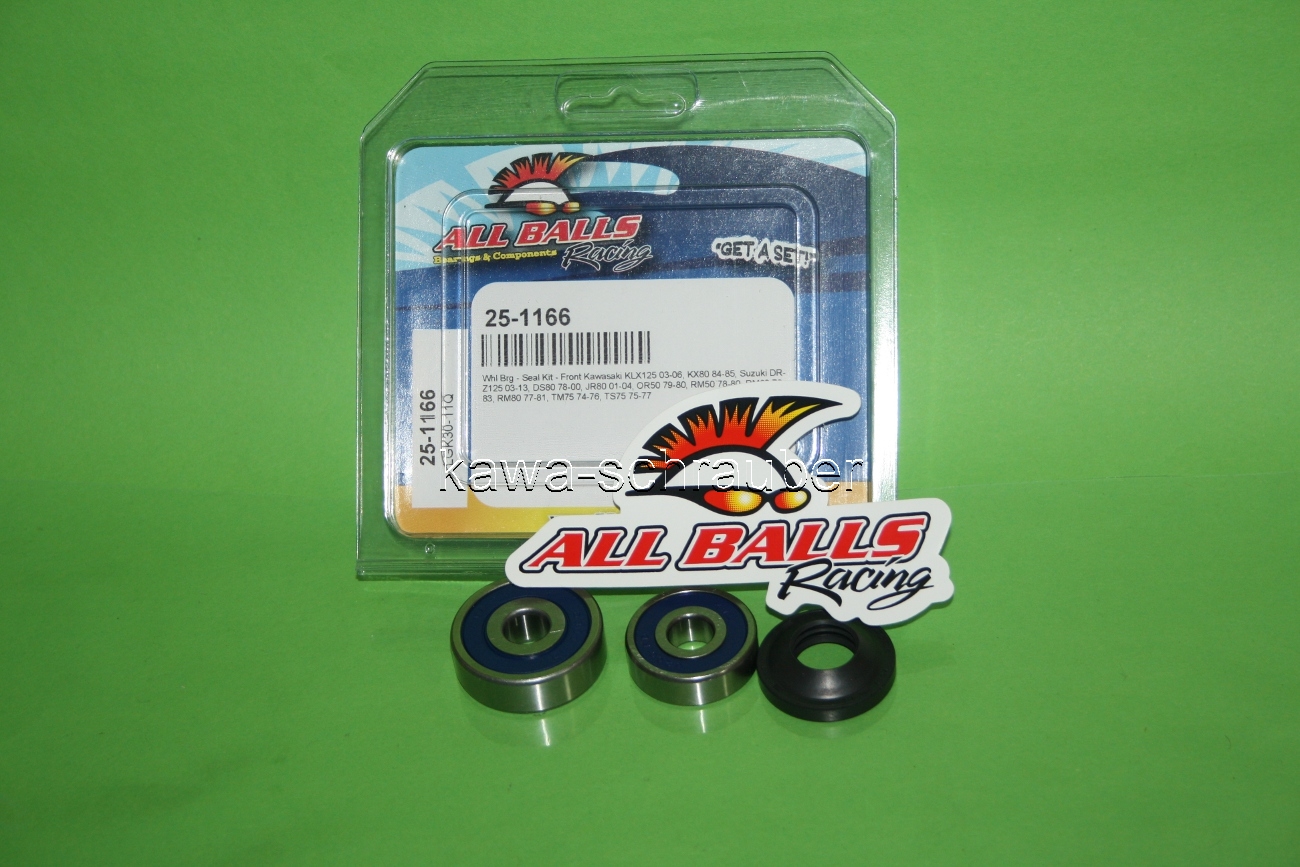 ALL BALLS
Racing
Bearings & Components
"GET A SET!"
25-1166
Whl Brg - Seal Kit - Front Kawasaki KLX125 03-06, KX80 84-85, Suzuki DR-
Z125 03-13, DS80 78-00, JR80 01-04, OR50 79-80, RM50 78-80,
83, RM80 77-81, TM75 74-76, TS75 75-77
25-1166
GK30-11Q
kawa-schrauber
ALL BALLS
Racing